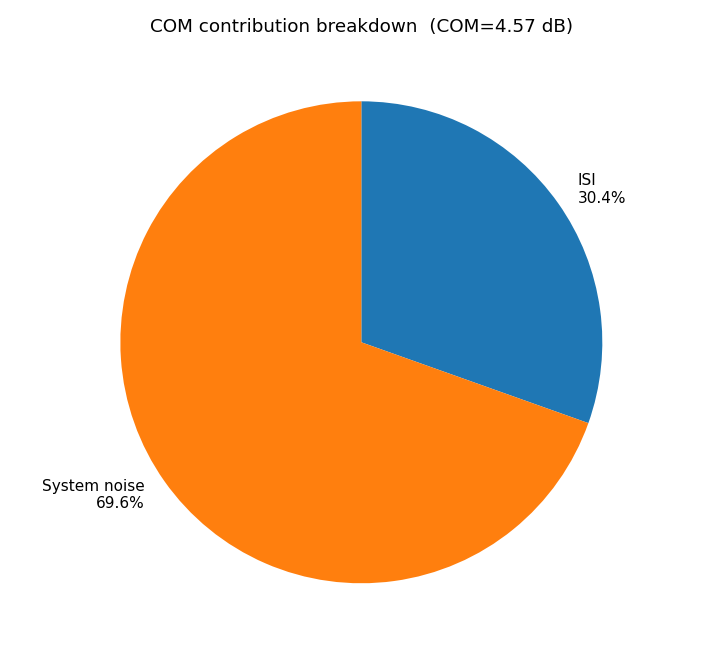 COM contribution breakdown  (COM=4.57 dB)
ISI
30.4%
System noise
69.6%